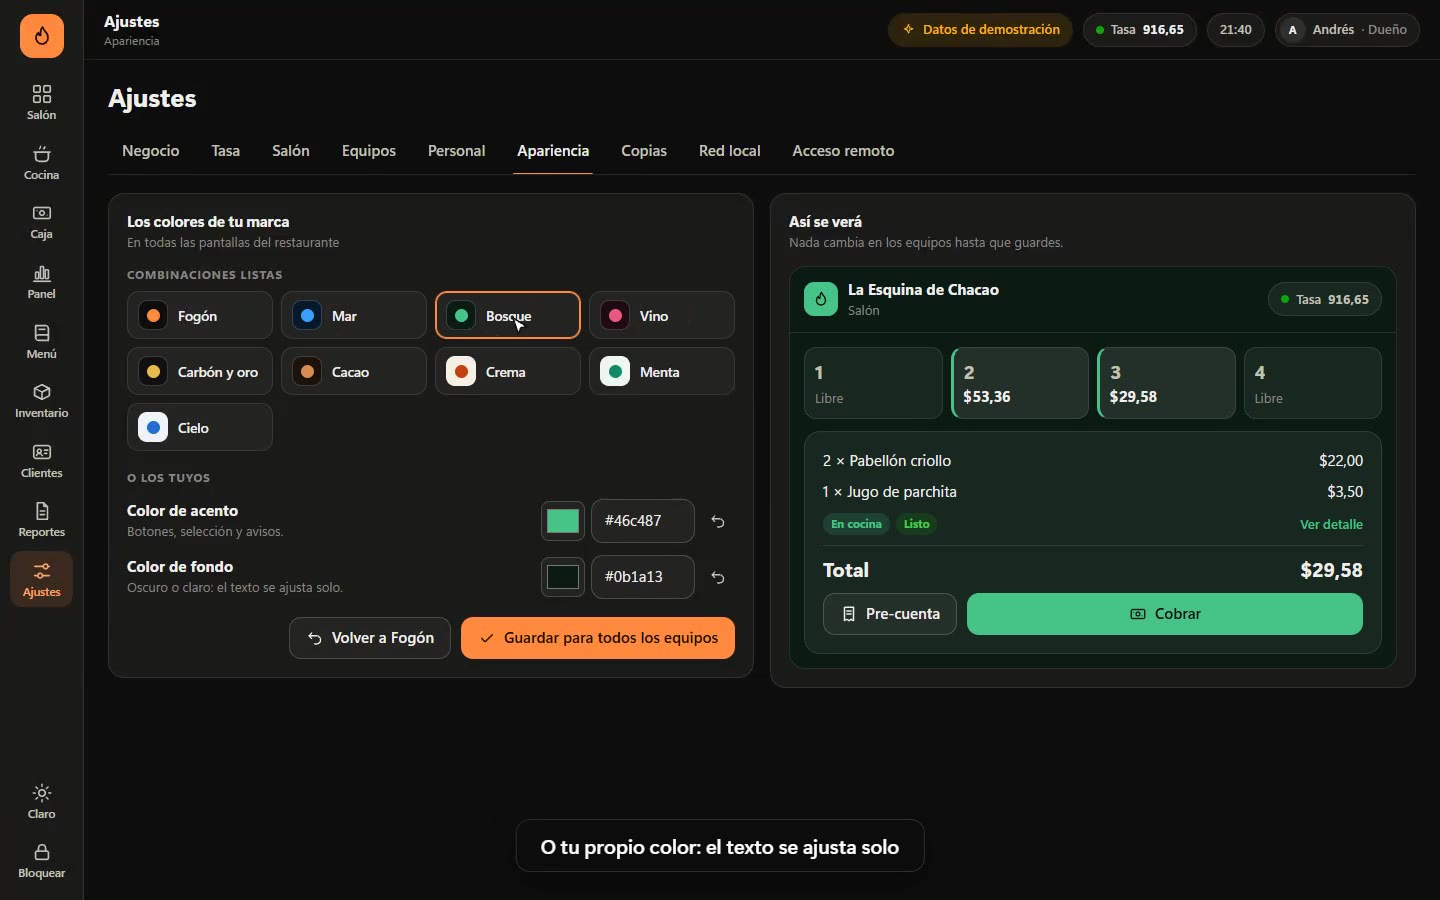 Ajustes
Apariencia
Datos de demostración
Tasa 916,65
21:40
A Andrés · Dueño
Salón
Cocina
Caja
Panel
Menú
Inventario
Clientes
Reportes
Ajustes
Claro
Bloquear
Ajustes
Negocio Tasa Salón Equipos Personal Apariencia Copias Red local Acceso remoto
Los colores de tu marca
En todas las pantallas del restaurante
COMBINACIONES LISTAS
Fogón Mar Bosque Vino
Carbón y oro Cacao Crema Menta
Cielo
O LOS TUYOS
Color de acento
Botones, selección y avisos.
#46c487
Color de fondo
Oscuro o claro: el texto se ajusta solo.
#0b1a13
Volver a Fogón Guardar para todos los equipos
Así se verá
Nada cambia en los equipos hasta que guardes.
La Esquina de Chacao
Salón
Tasa 916,65
1
Libre
2
$53,36
3
$29,58
4
Libre
2 × Pabellón criollo $22,00
1 × Jugo de parchita $3,50
En cocina Listo Ver detalle
Total $29,58
Pre-cuenta Cobrar
O tu propio color: el texto se ajusta solo